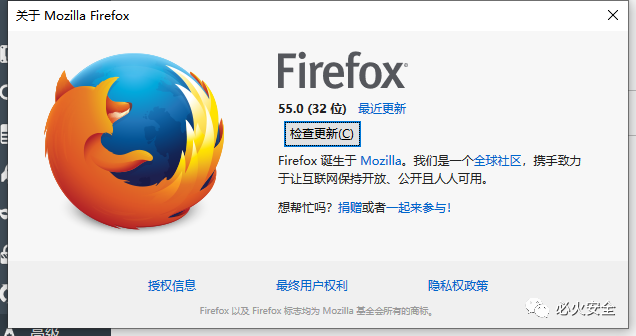 关于 Mozilla Firefox
Firefox
55.0 (32 位) 最近更新
检查更新(C)
Firefox 诞生于 Mozilla。我们是一个全球社区，携手致力
于让互联网保持开放、公开且人人可用。
想帮忙吗？捐赠或者一起来参与！
授权信息 最终用户权利 隐私权政策
Firefox 以及 Firefox 标志均为 Mozilla 基金会所有的商标。
必火安全
高级